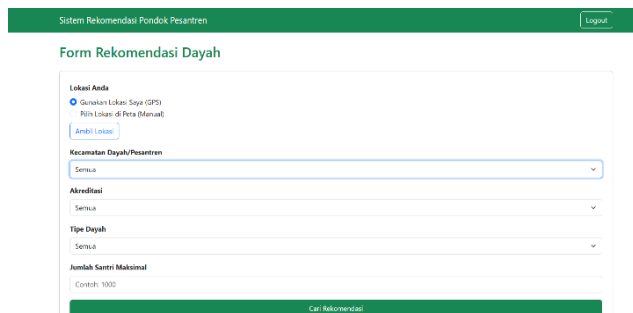 Sistem Rekomendasi Pondok Pesantren Logout
Form Rekomendasi Dayah
Lokasi Anda
Gunakan Lokasi Saya (GPS)
Pilih Lokasi di Peta (Manual)
Ambil Lokasi
Kecamatan Dayah/Pesantren
Semua
Akreditasi
Semua
Tipe Dayah
Semua
Jumlah Santri Maksimal
Contoh: 1000
Cari Rekomendasi